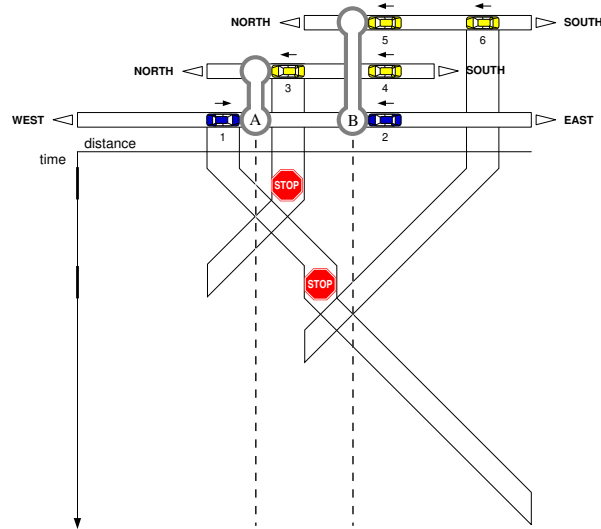 NORTH SOUTH
5 6
NORTH SOUTH
3 4
WEST A B EAST
1 2
distance
time
STOP
STOP